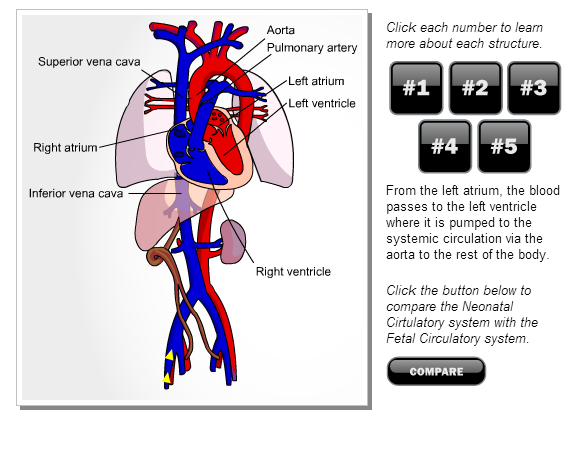 Aorta
Pulmonary artery
Superior vena cava
Left atrium
Left ventricle
Right atrium
Inferior vena cava
Right ventricle
Click each number to learn
more about each structure.
#1 #2 #3
#4 #5
From the left atrium, the blood
passes to the left ventricle
where it is pumped to the
systemic circulation via the
aorta to the rest of the body.
Click the button below to
compare the Neonatal
Cirtulatory system with the
Fetal Circulatory system.
COMPARE